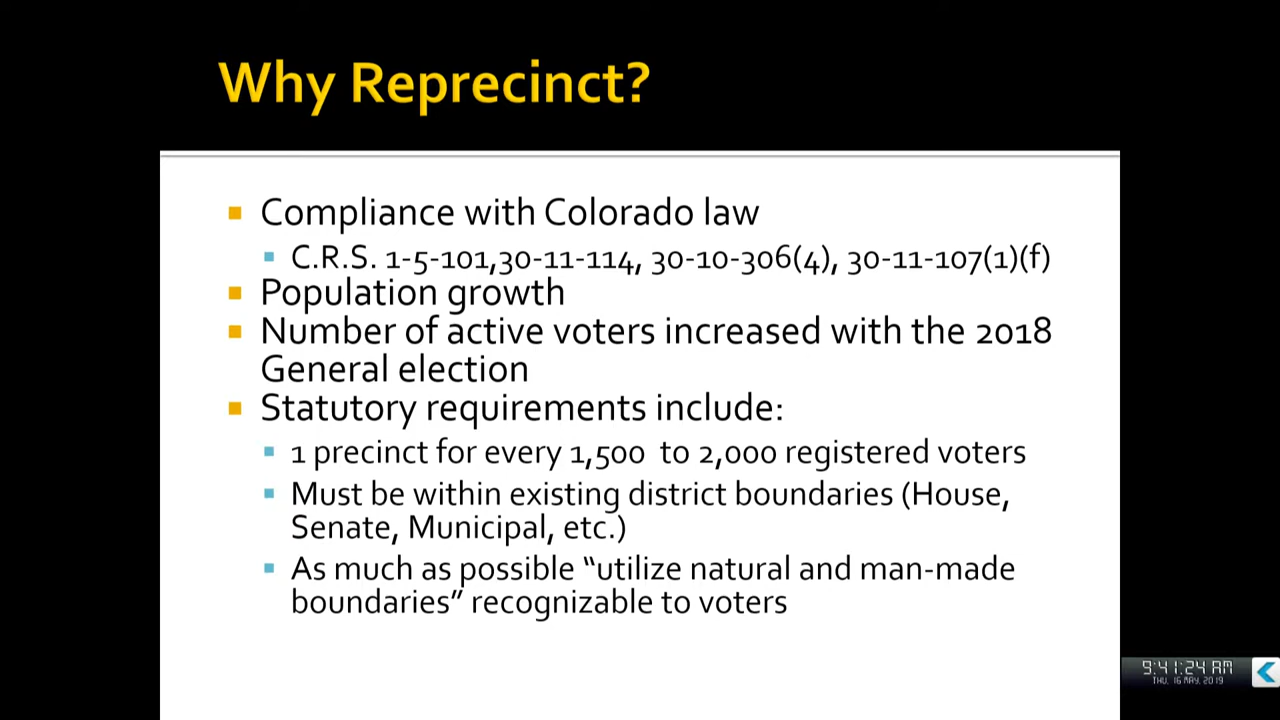 Why Reprecinct?
Compliance with Colorado law
C.R.S. 1-5-101,30-11-114, 30-10-306(4), 30-11-107(1)(f)
Population growth
Number of active voters increased with the 2018
General election
Statutory requirements include:
1 precinct for every 1,500 to 2,000 registered voters
Must be within existing district boundaries (House,
Senate, Municipal, etc.)
As much as possible “utilize natural and man-made
boundaries” recognizable to voters
9:41:24 AM
THU, 16 MAY, 2019